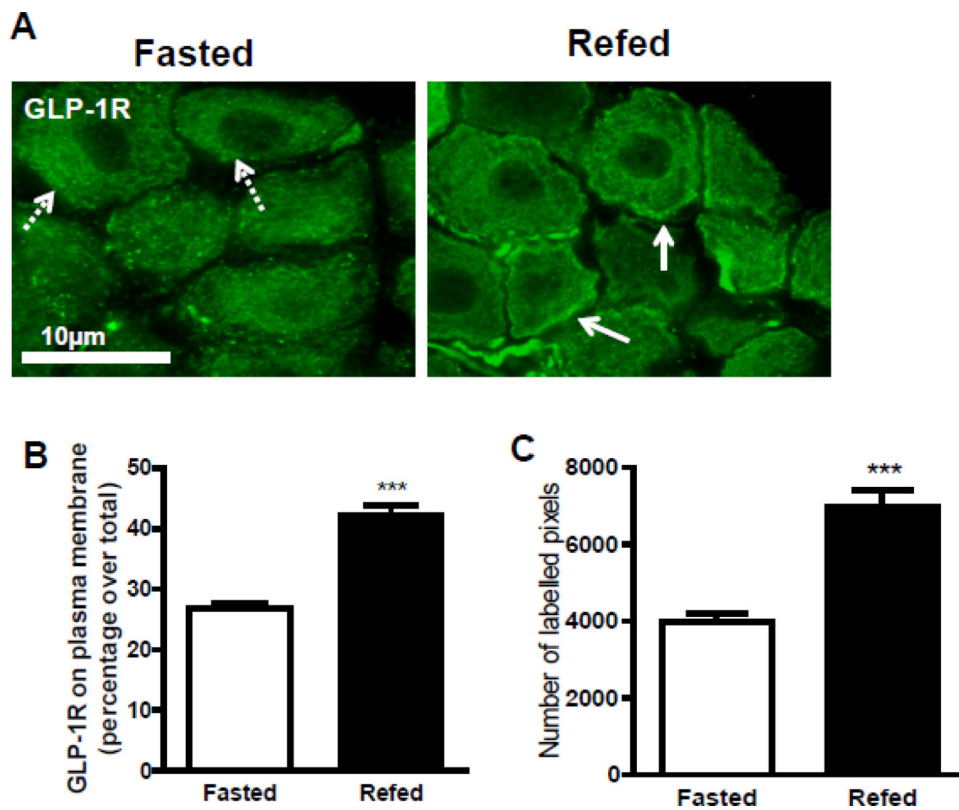 A
Fasted
Refed
GLP-1R
10µm
B
GLP-1R on plasma membrane
(percentage over total)
50
40
30
20
10
0
***
Fasted
Refed
C
Number of labelled pixels
8000
6000
4000
2000
0
***
Fasted
Refed